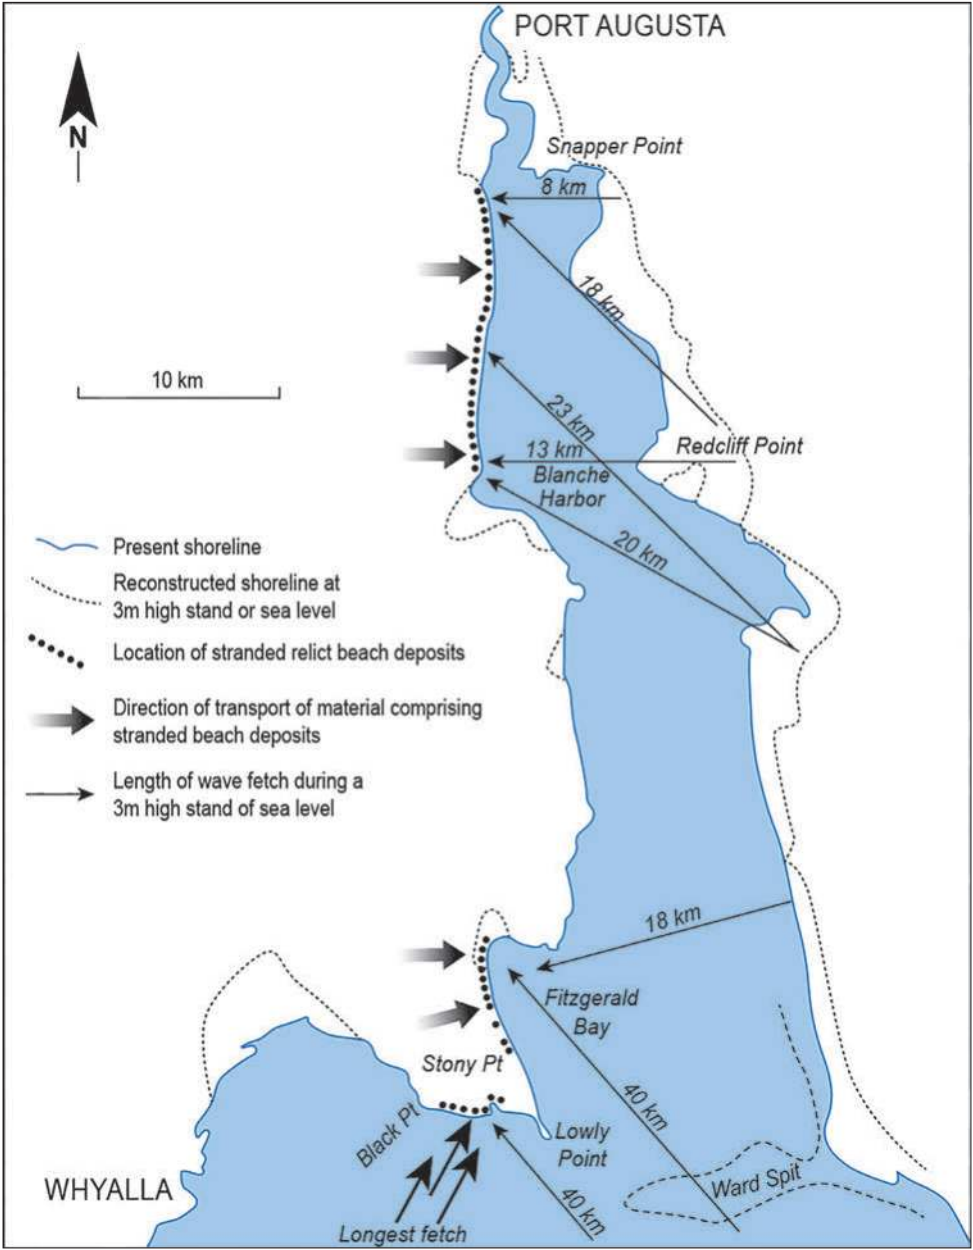 PORT AUGUSTA
N
Snapper Point
8 km
18 km
10 km
23 km
13 km
Redcliff Point
Blanche
Harbor
20 km
Present shoreline
Reconstructed shoreline at
3m high stand or sea level
Location of stranded relict beach deposits
Direction of transport of material comprising
stranded beach deposits
Length of wave fetch during a
3m high stand of sea level
18 km
Fitzgerald
Bay
Stony Pt
40 km
Black Pt
Lowly
Point
Ward Spit
WHYALLA
40 km
Longest fetch